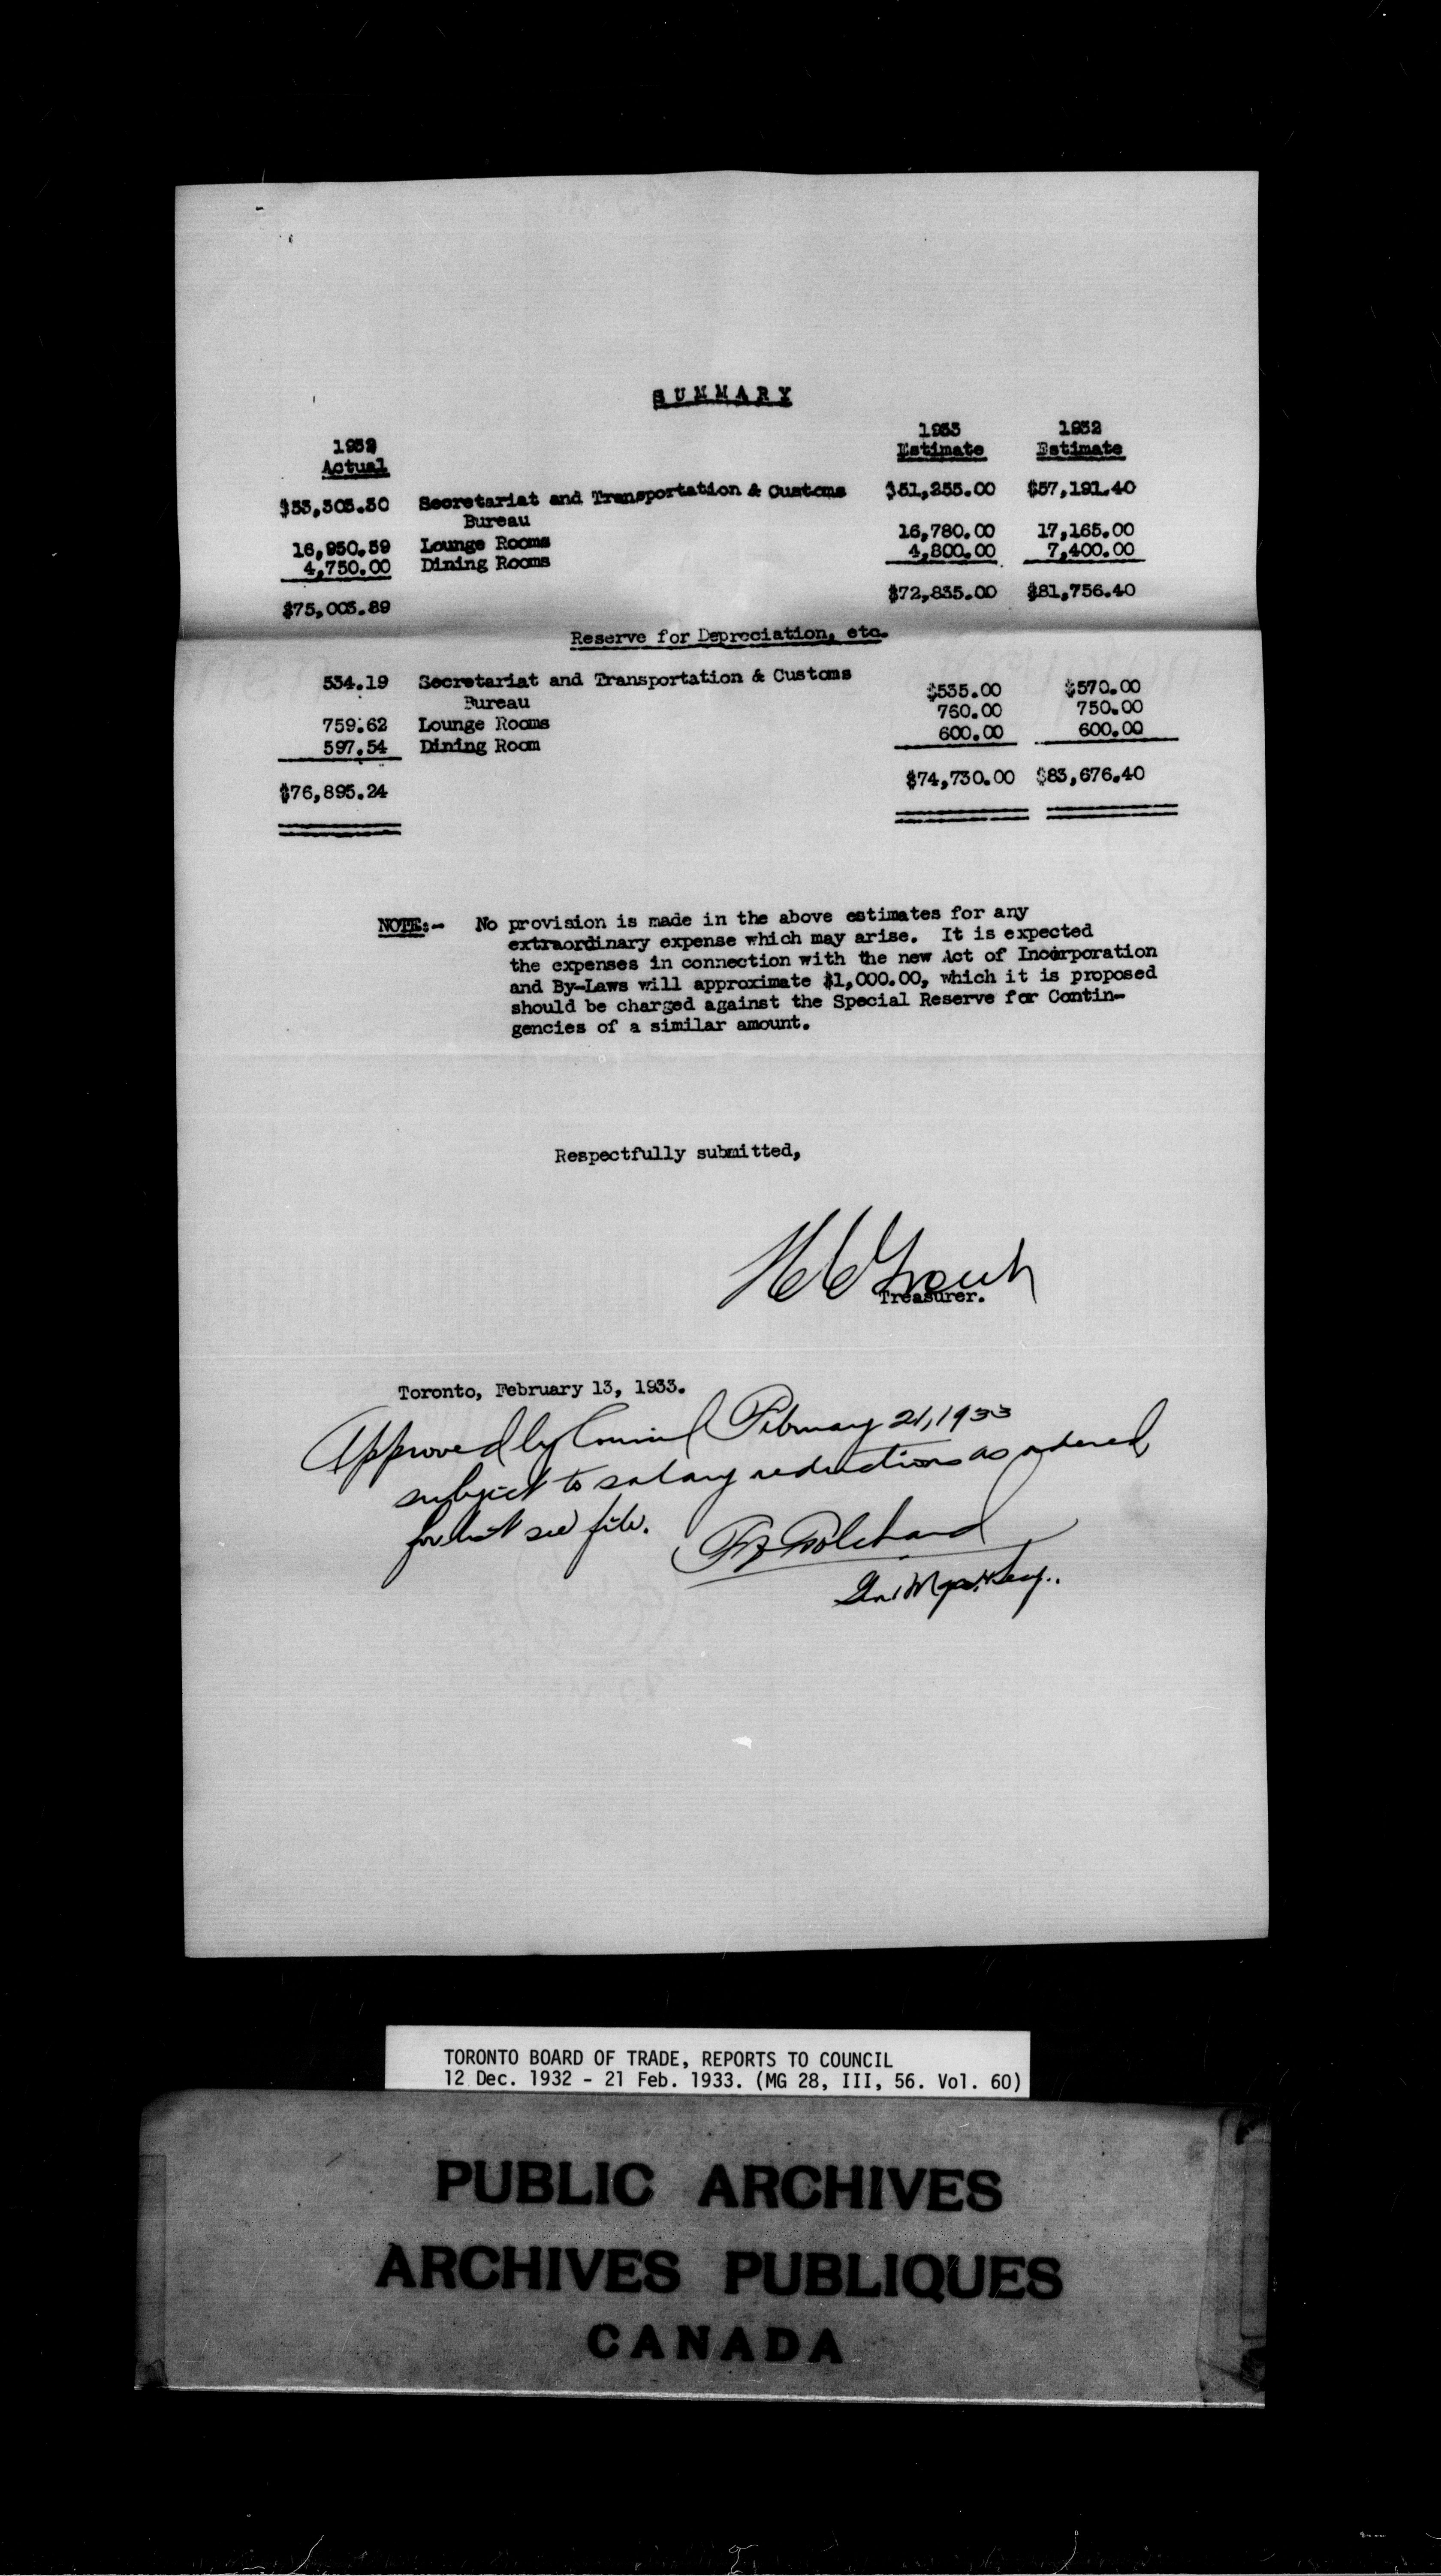 SUMMARY
1932 1933 1932
Actual Estimate Estimate
$53,303.30 Secretariat and Transportation & Customs $51,255.00 $57,191.40
Bureau
16,950.59 Lounge Rooms 16,780.00 17,165.00
4,750.00 Dining Rooms 4,800.00 7,400.00
$75,003.89 $72,835.00 $81,756.40
Reserve for Depreciation, etc.
534.19 Secretariat and Transportation & Customs $535.00 $570.00
Bureau
759.62 Lounge Rooms 760.00 750.00
597.54 Dining Room 600.00 600.00
$76,895.24 $74,730.00 $83,676.40
NOTE:- No provision is made in the above estimates for any
extraordinary expense which may arise. It is expected
the expenses in connection with the new Act of Incorporation
and By-Laws will approximate $1,000.00, which it is proposed
should be charged against the Special Reserve for Contin-
gencies of a similar amount.
Respectfully submitted,
Treasurer.
Toronto, February 13, 1933.
Approved by Council February 21, 1933
subject to salary reductions as ordered
for list see file.
Tolchard
Gen. Mgr. & Secy.
TORONTO BOARD OF TRADE, REPORTS TO COUNCIL
12 Dec. 1932 - 21 Feb. 1933. (MG 28, III, 56. Vol. 60)
PUBLIC ARCHIVES
ARCHIVES PUBLIQUES
CANADA